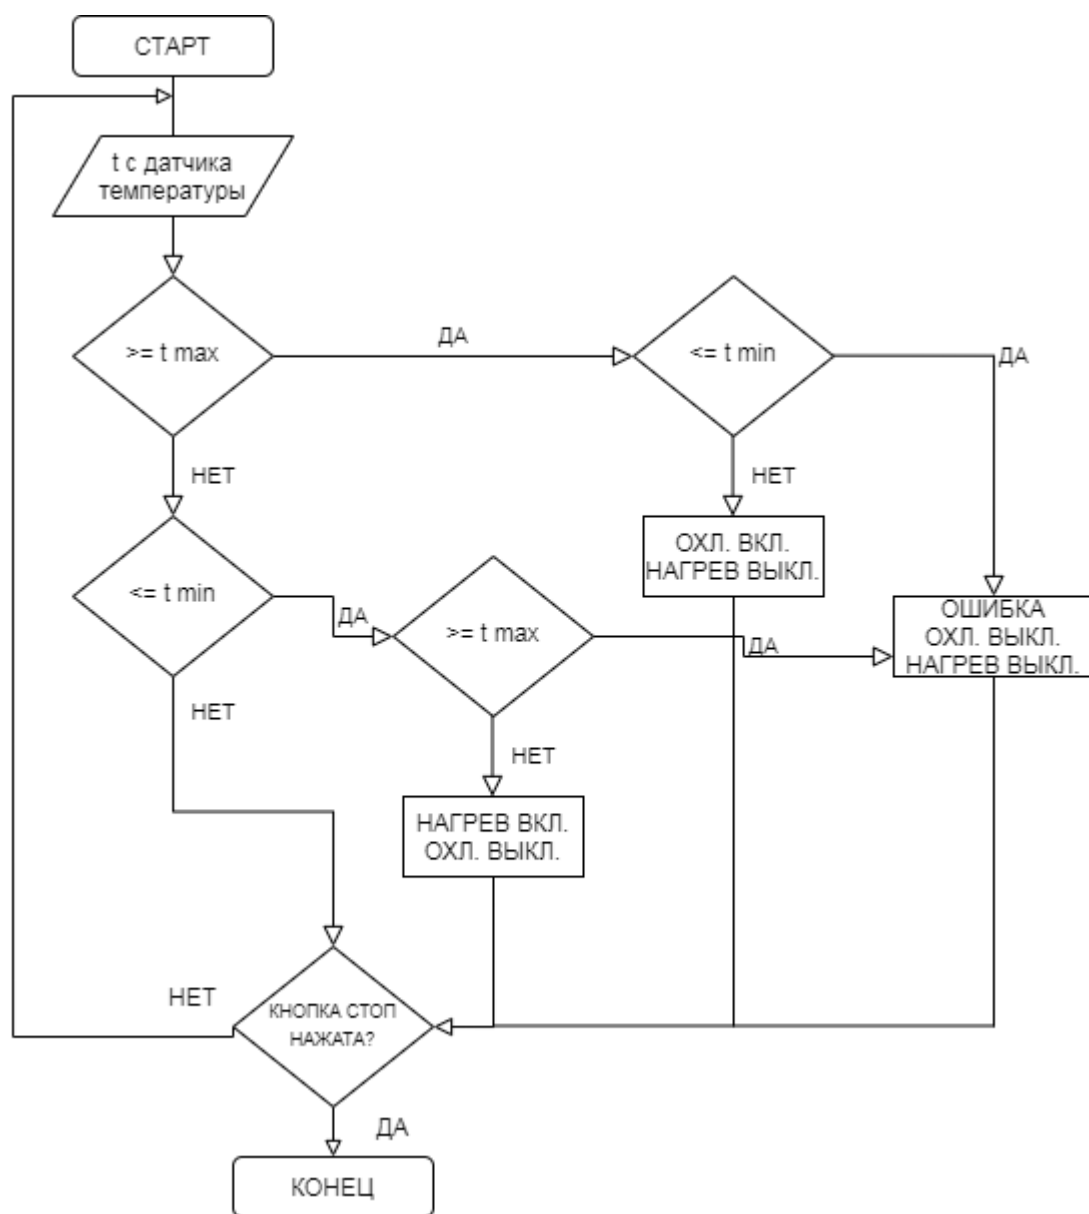 СТАРТ
t с датчика
температуры
>= t max
ДА
<= t min
ДА
НЕТ
НЕТ
ОХЛ. ВКЛ.
НАГРЕВ ВЫКЛ.
<= t min
ДА
>= t max
ДА
ОШИБКА
ОХЛ. ВЫКЛ.
НАГРЕВ ВЫКЛ.
НЕТ
НЕТ
НАГРЕВ ВКЛ.
ОХЛ. ВЫКЛ.
НЕТ
КНОПКА СТОП
НАЖАТА?
ДА
КОНЕЦ